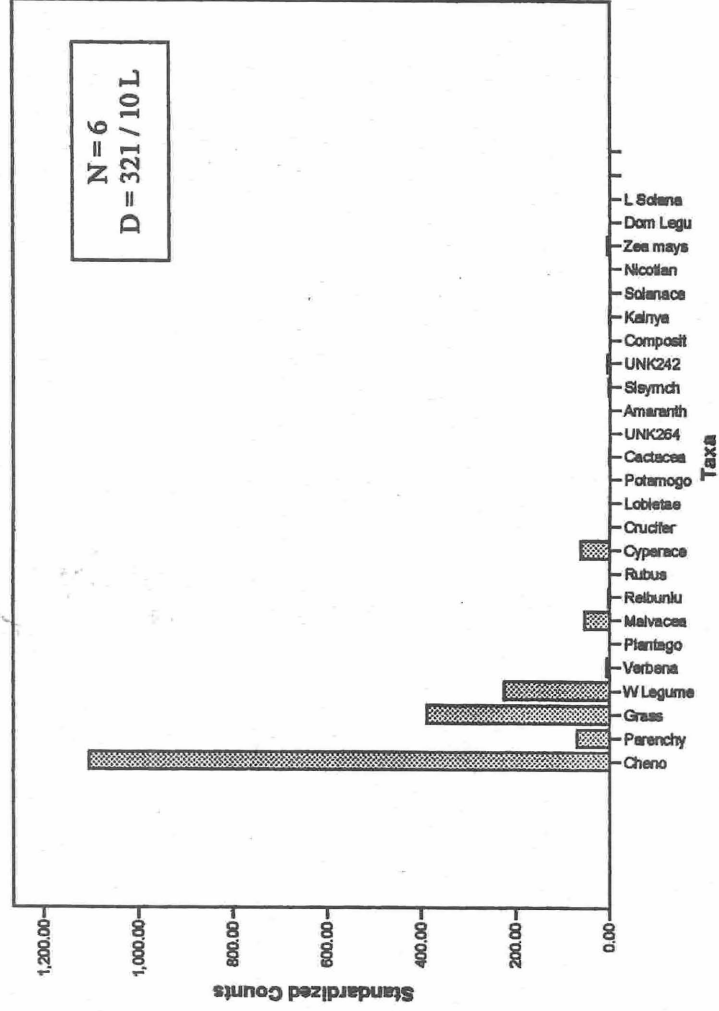 N = 6
D = 321 / 10 L
Standardized Counts
1,200.00
1,000.00
800.00
600.00
400.00
200.00
0.00
Cheno
Parenchy
Grass
W Legume
Verbena
Plantago
Malvacea
Relbuniu
Rubus
Cyperace
Crucifer
Lobietae
Potamogo
Cactacea
UNK264
Amaranth
Sisymch
UNK242
Composit
Kainya
Solanace
Nicotian
Zea mays
Dom Legu
L Solana
Taxa